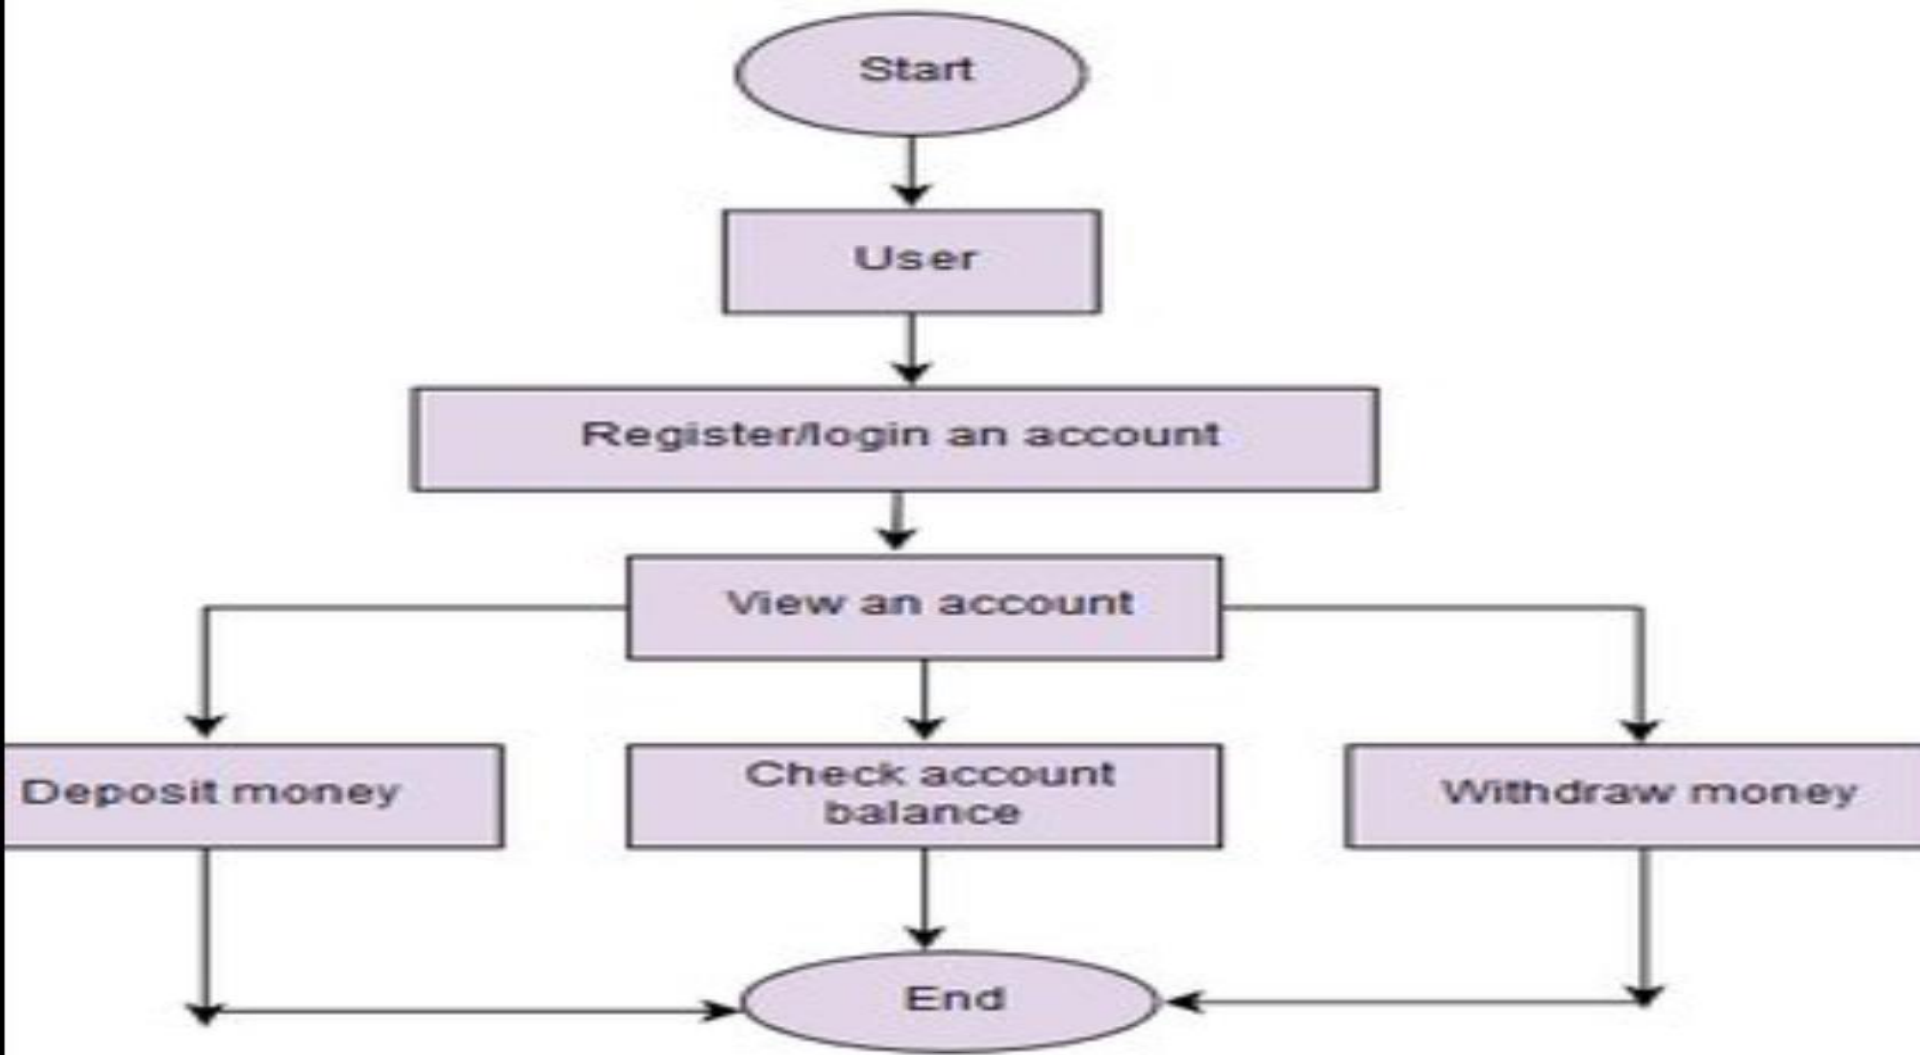 Start
User
Register/login an account
View an account
Deposit money
Check account
balance
Withdraw money
End